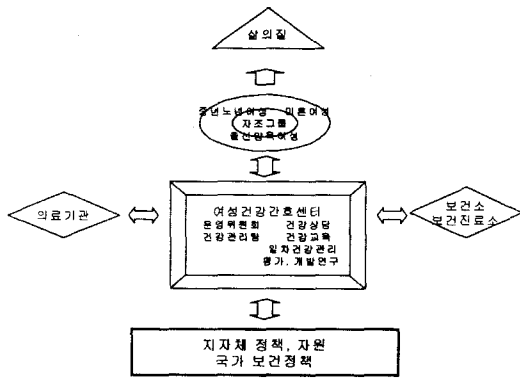 삶의질
중년노년여성 미혼여성
자조그룹
출산양육여성
여성건강간호센터
운영위원회 건강상담
건강관리팀 건강교육
일차건강관리
평가, 개발연구
의료기관
보건소
보건진료소
지자체 정책, 자원
국가 보건정책